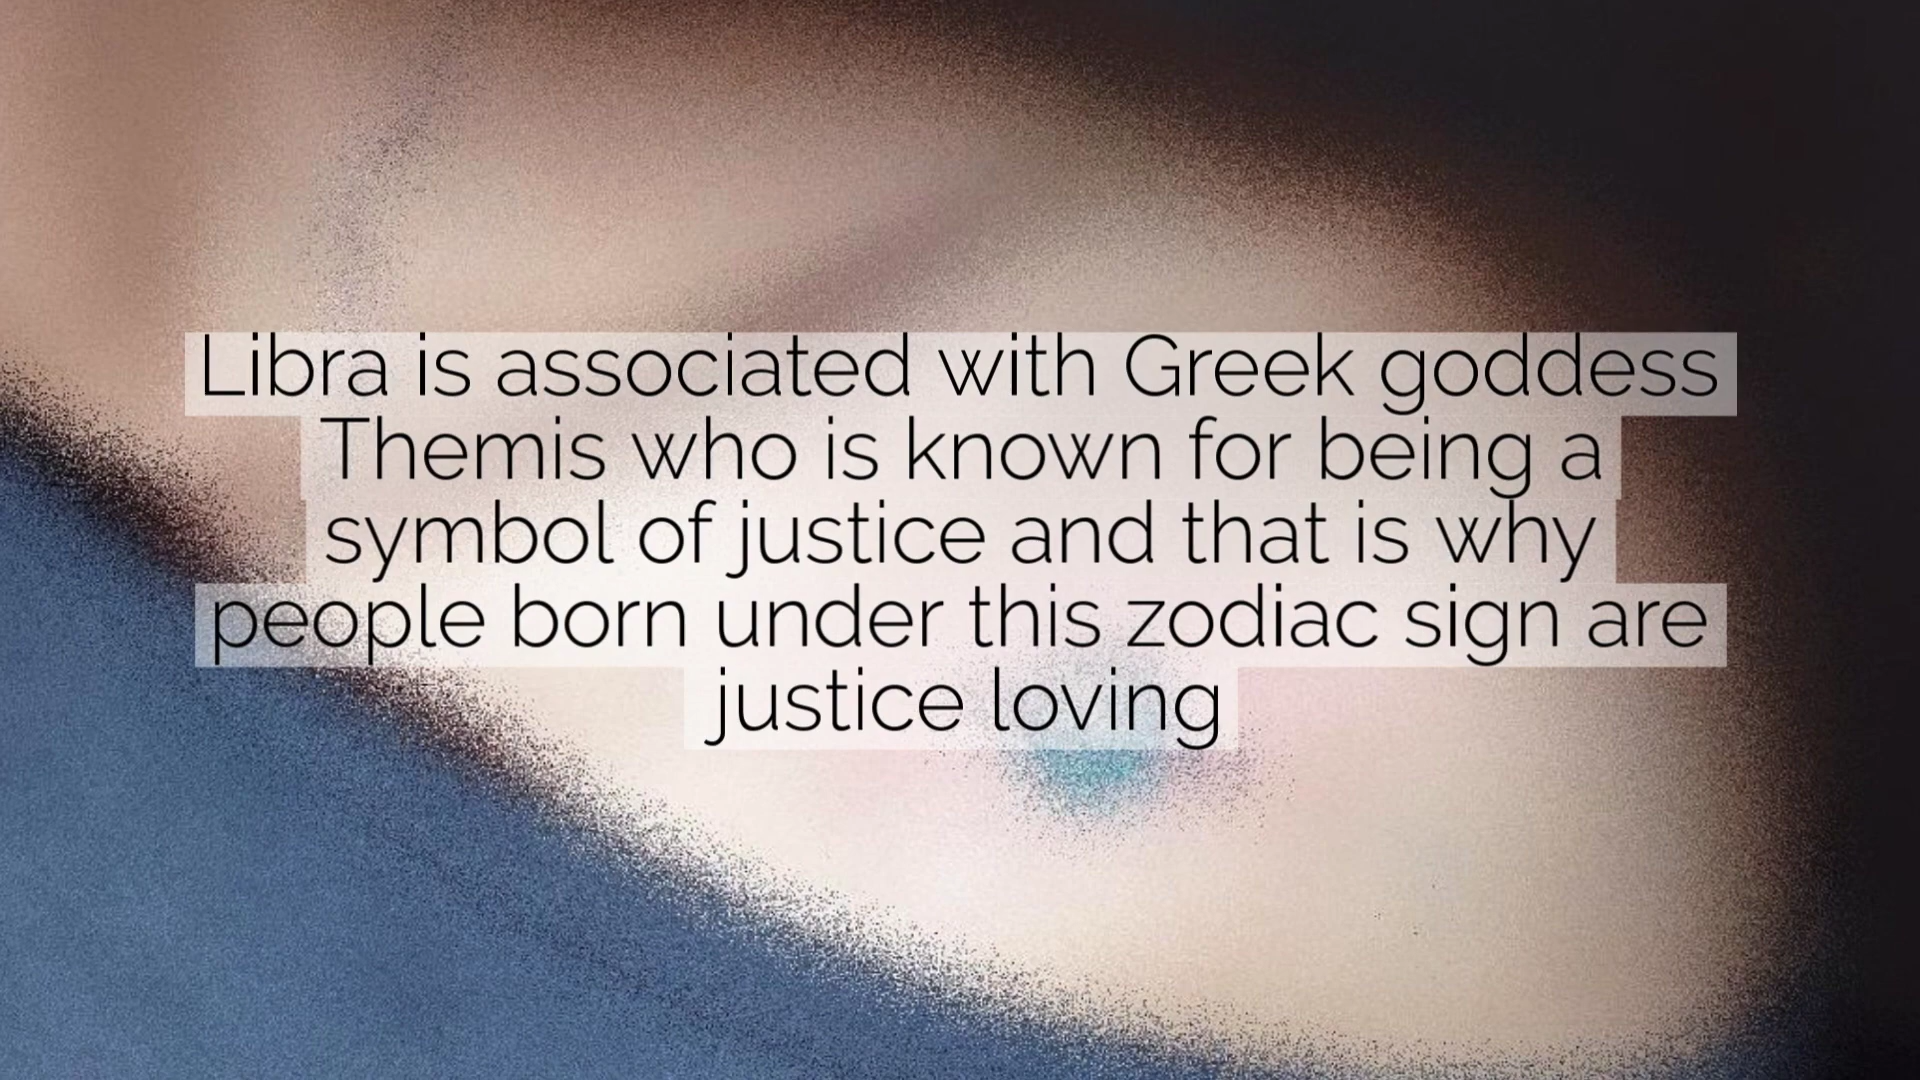 Libra is associated with Greek goddess
Themis who is known for being a
symbol of justice and that is why
people born under this zodiac sign are
justice loving